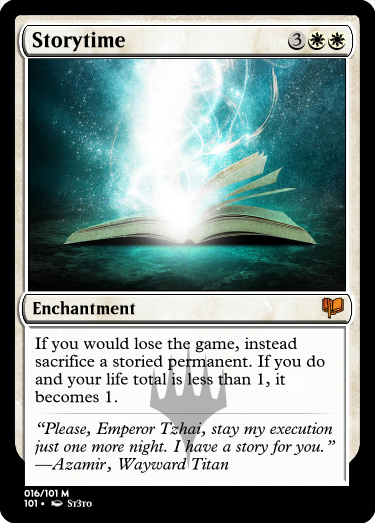 Storytime 3
Enchantment
If you would lose the game, instead
sacrifice a storied permanent. If you do
and your life total is less than 1, it
becomes 1.
“Please, Emperor Tzhai, stay my execution
just one more night. I have a story for you.”
—Azamir, Wayward Titan
016/101 M
101 • St3to